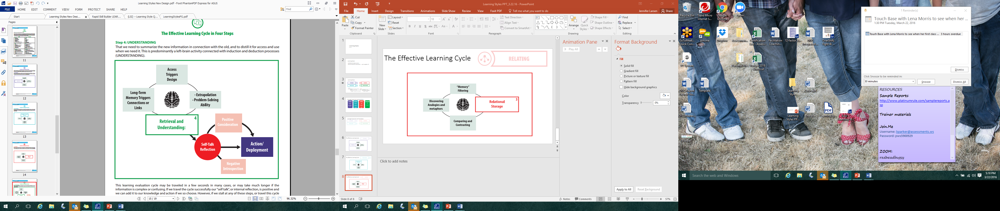 Learning Styles New Design.pdf - Foxit PhantomPDF Express for ASUS
FILE HOME EDIT COMMENT VIEW FORM PROTECT SHARE HELP
Find
Start
Learning Styles New Desi...
Rapid Skill Builder LEAR...
(LSI) -- Learning Style Q...
LearningStylesFG.pdf
Pages
11
12
13
14
The Effective Learning Cycle in Four Steps
Step 4: UNDERSTANDING
That we need to summarize the new information in connection with the old, and to distill it for access and use
when we need it. This is predominantly a left-brain activity connected with induction and deduction processes
(UNDERSTANDING).
Access
Triggers
Design
Long-Term
Memory Triggers
Connections or
Links
- Extrapolation
- Problem-Solving
Ability
4
Retrieval and
Understanding:
Positive
Consideration
Self-Talk
Reflection
Action/
Deployment
Negative
Introspection
This learning evaluation cycle may be traveled in a few seconds in many cases, or may take much longer if the
information is complex or confusing. If we travel the cycle successfully our "self talk", or internal reflection, is positive and
we can add it to our knowledge and action if we so choose. However, if we stall at any of these steps, or travel this cycle
15 / 19
96.32%
Learning Styles PPT_3.22.16 - PowerPoint
File Home Insert Design Transitions Animations Slide Show Review View Foxit PDF Tell me what you want to do
Jennifer Larsen Share
Paste
Cut
Copy
Format Painter
Clipboard
New
Slide
Layout
Reset
Section
Slides
18
Font
Text Direction
Align Text
Convert to SmartArt
Paragraph
Arrange
Quick
Styles
Shape Fill
Shape Outline
Shape Effects
Drawing
Find
Replace
Select
Editing
1
2
3
4
5
6
7
8
The Effective Learning Cycle
RELATING
"Memory"
Filtering
Discovering
Analogies and
metaphors
3
Relational
Storage
Comparing and
Contrasting
Click to add notes
Animation Pane
Play All
Format Background
Fill
Solid fill
Gradient fill
Picture or texture fill
Pattern fill
Hide background graphics
Color
Transparency
0%
Apply to All
Reset Background
Slide 8 of 8
Notes Comments
57%
Recycle Bin
Trend Micro
Internet S...
Google
Chrome
Zoom
GoToMeet...
Quick Con...
join.me
Dropbox
Assessmen...
Certification
List - Asses...
Facilitation
Coachin...
DISC
Integrated ...
OverShift,
Tight & ...
VT System
Personal Files
Budget 2016
- Shortcut
DISC Report
Template
Learning
Style
DISCMaster...
Learning
Styles PP...
LearningSty...
(LSI) --
Learning St...
Picture1
1 Reminder(s)
Touch Base with Lena Morris to see when her ...
1:30 PM Tuesday, March 22, 2016
Touch Base with Lena Morris to see when her first class ... 3 hours overdue
Dismiss
Click Snooze to be reminded in:
30 minutes
Snooze
Dismiss All
RESOURCES
Sample Reports:
http://www.platinumrule.com/samplereports.a
sp
Trainer materials
Join.Me
Username: bparker@assessments.ws
Password: pws5900929
ZOOM:
redheadbugsy
Search the web and Windows
5:18 PM
3/22/2016